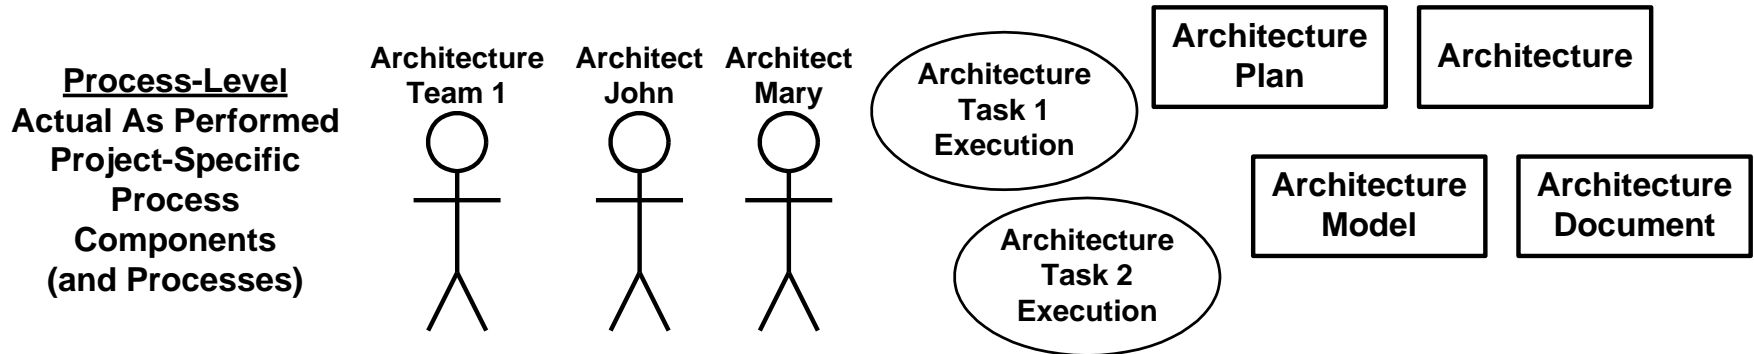 Process-Level
Actual As Performed
Project-Specific
Process
Components
(and Processes)
Architecture
Team 1
Architect
John
Architect
Mary
Architecture
Task 1
Execution
Architecture
Task 2
Execution
Architecture
Plan
Architecture
Architecture
Model
Architecture
Document